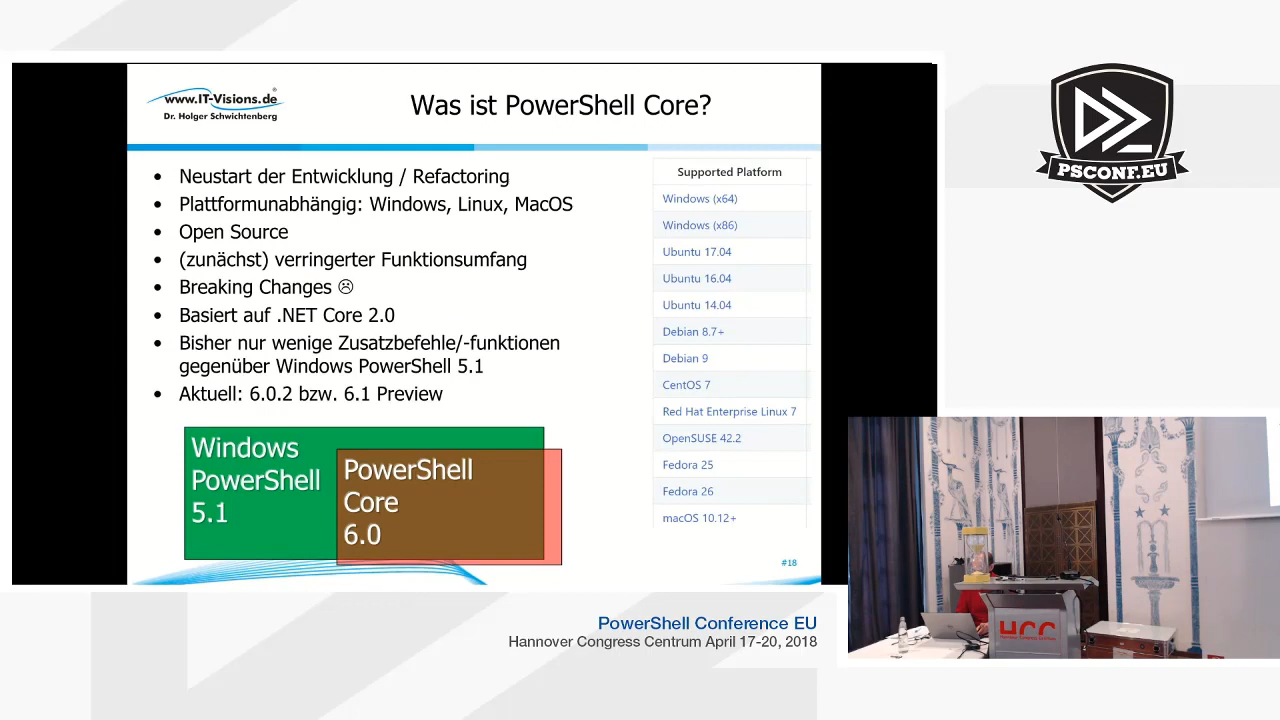 www.IT-Visions.de
Dr. Holger Schwichtenberg
Was ist PowerShell Core?
• Neustart der Entwicklung / Refactoring
• Plattformunabhängig: Windows, Linux, MacOS
• Open Source
• (zunächst) verringerter Funktionsumfang
• Breaking Changes ☹
• Basiert auf .NET Core 2.0
• Bisher nur wenige Zusatzbefehle/-funktionen
gegenüber Windows PowerShell 5.1
• Aktuell: 6.0.2 bzw. 6.1 Preview
Windows
PowerShell
5.1
PowerShell
Core
6.0
Supported Platform
Windows (x64)
Windows (x86)
Ubuntu 17.04
Ubuntu 16.04
Ubuntu 14.04
Debian 8.7+
Debian 9
CentOS 7
Red Hat Enterprise Linux 7
OpenSUSE 42.2
Fedora 25
Fedora 26
macOS 10.12+
#18
PSCONF.EU
HCC
PowerShell Conference EU
Hannover Congress Centrum April 17-20, 2018